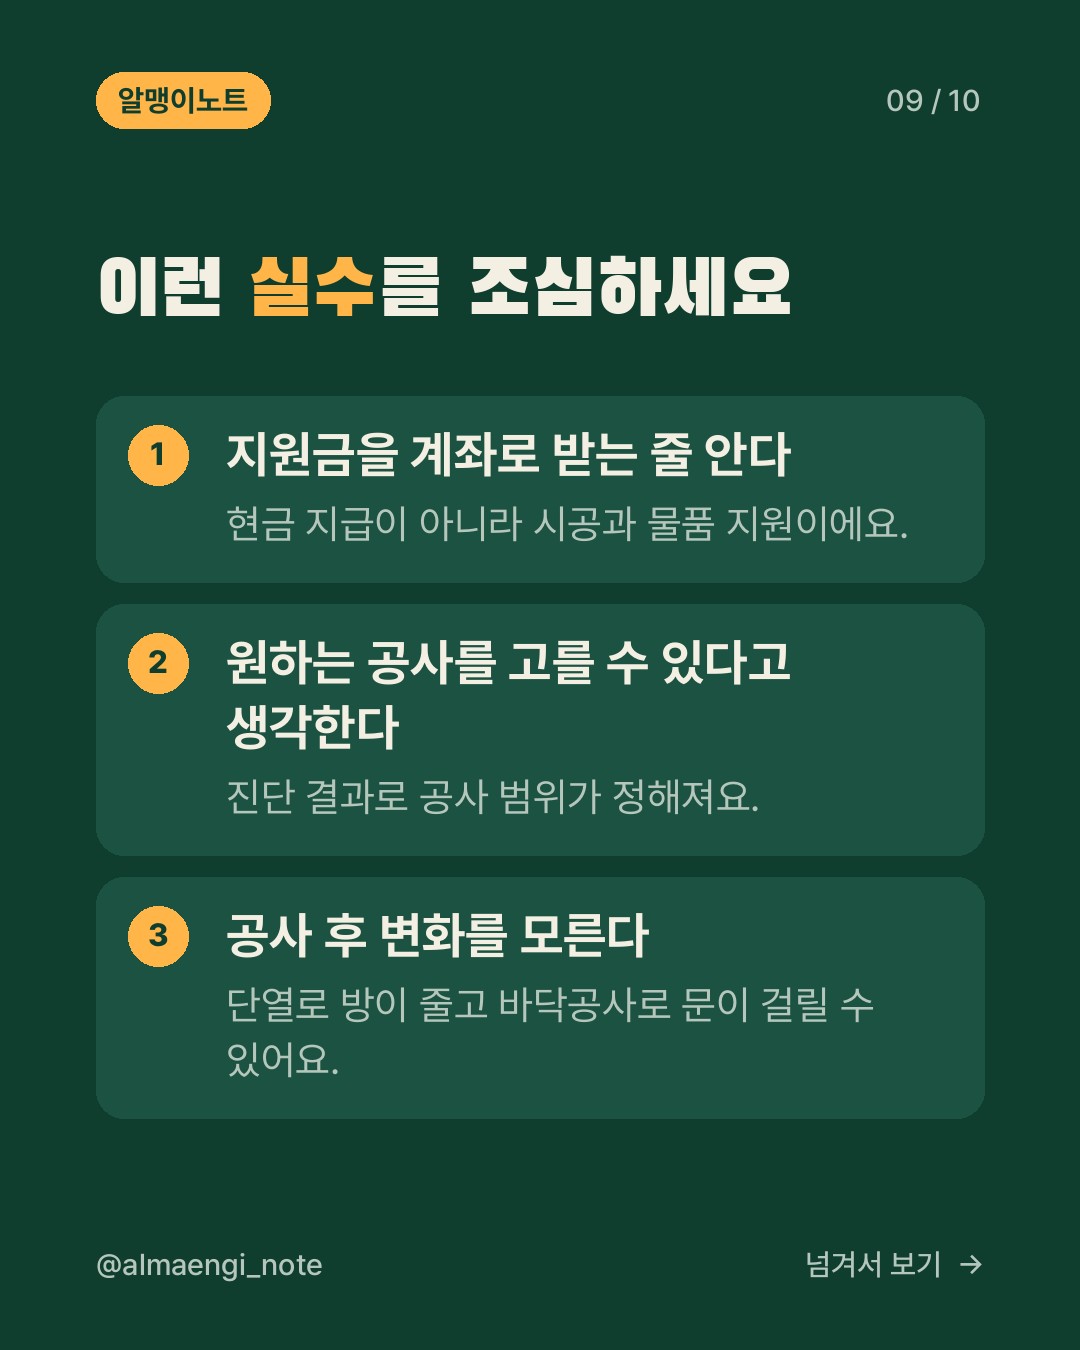 알맹이노트
09 / 10
이런 실수를 조심하세요
1
지원금을 계좌로 받는 줄 안다
현금 지급이 아니라 시공과 물품 지원이에요.
2
원하는 공사를 고를 수 있다고
생각한다
진단 결과로 공사 범위가 정해져요.
3
공사 후 변화를 모른다
단열로 방이 줄고 바닥공사로 문이 걸릴 수
있어요.
@almaengi_note
넘겨서 보기 →